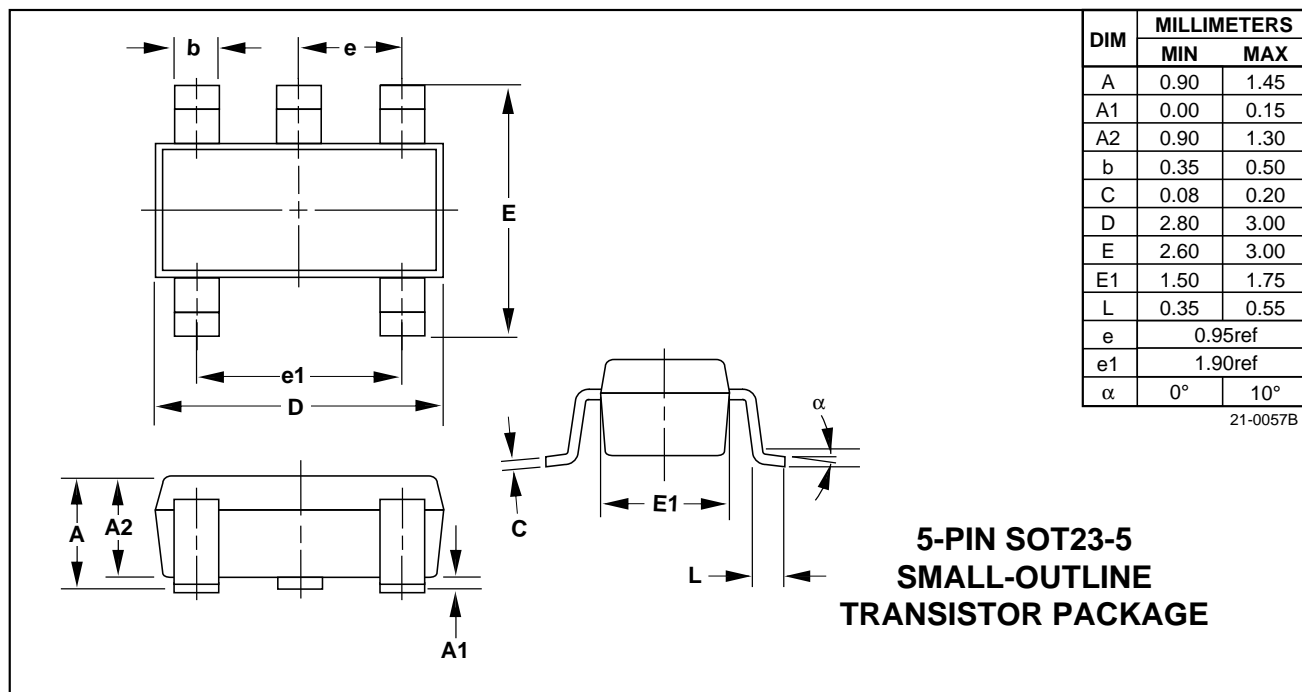 b
e
E
e1
D
A
A2
A1
C
E1
L
α
DIM MILLIMETERS
MIN MAX
A 0.90 1.45
A1 0.00 0.15
A2 0.90 1.30
b 0.35 0.50
C 0.08 0.20
D 2.80 3.00
E 2.60 3.00
E1 1.50 1.75
L 0.35 0.55
e 0.95ref
e1 1.90ref
α 0° 10°
21-0057B
5-PIN SOT23-5
SMALL-OUTLINE
TRANSISTOR PACKAGE